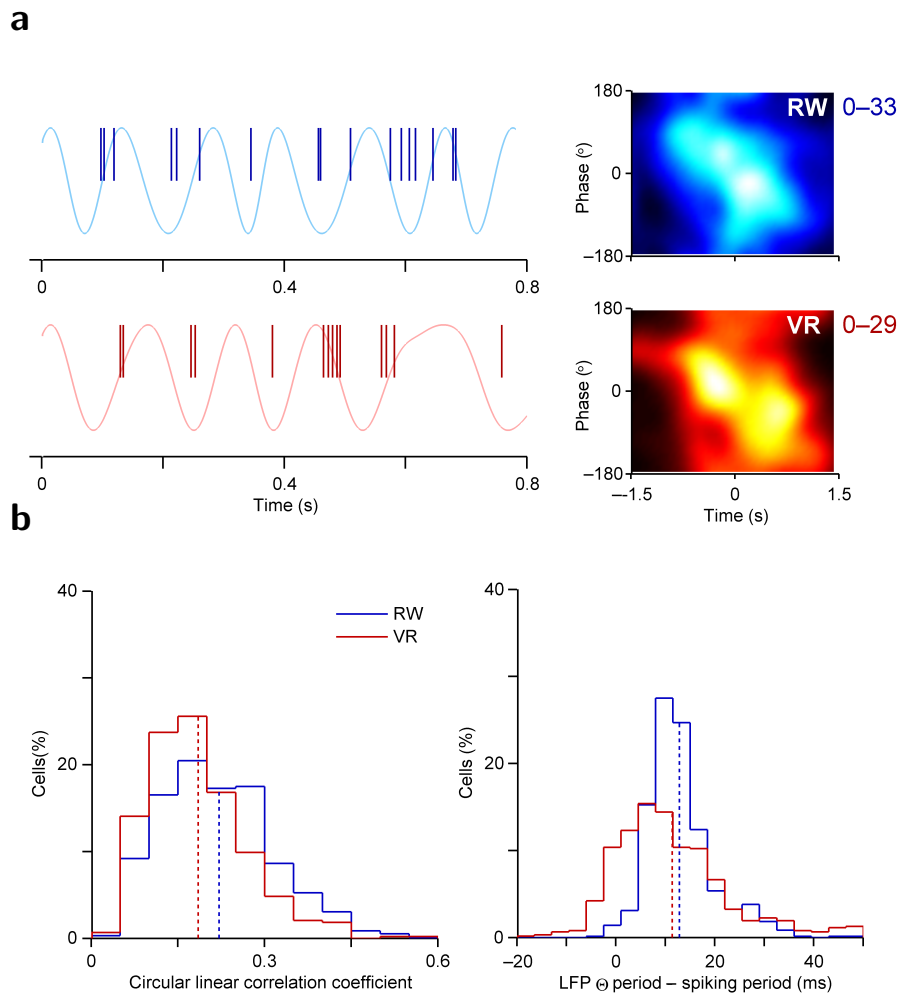 a
180
0
–180
Phase (º)
RW
0–33
0
0.4
0.8
180
0
–180
Phase (º)
VR
0–29
0
0.4
0.8
Time (s)
–1.5
0
1.5
Time (s)
b
40
20
0
Cells(%)
RW
VR
0
0.3
0.6
Circular linear correlation coefficient
40
20
0
Cells (%)
–20
0
20
40
LFP Θ period – spiking period (ms)